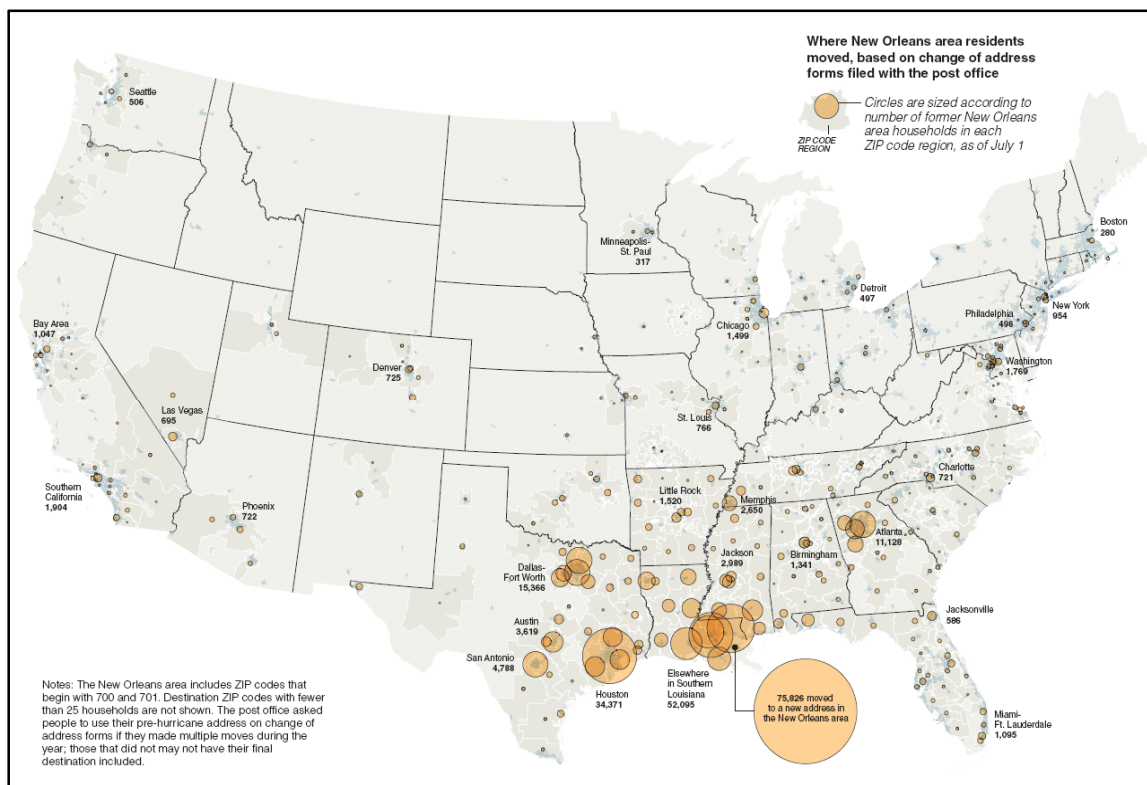 Where New Orleans area residents
moved, based on change of address
forms filed with the post office
Circles are sized according to
number of former New Orleans
area households in each
ZIP code region, as of July 1
ZIP CODE
REGION
Seattle
506
Minneapolis-
St. Paul
317
Boston
280
Detroit
497
New York
954
Philadelphia
498
Chicago
1,499
Bay Area
1,047
Denver
725
Washington
1,769
Las Vegas
695
St. Louis
766
Charlotte
721
Southern
California
1,904
Phoenix
722
Little Rock
1,520
Memphis
2,650
Atlanta
11,128
Jackson
2,989
Birmingham
1,341
Dallas-
Fort Worth
15,366
Jacksonville
586
Austin
3,619
San Antonio
4,788
Houston
34,371
Elsewhere
in Southern
Louisiana
52,095
75,826 moved
to a new address in
the New Orleans area
Miami-
Ft. Lauderdale
1,095
Notes: The New Orleans area includes ZIP codes that
begin with 700 and 701. Destination ZIP codes with fewer
than 25 households are not shown. The post office asked
people to use their pre-hurricane address on change of
address forms if they made multiple moves during the
year; those that did not may not have their final
destination included.